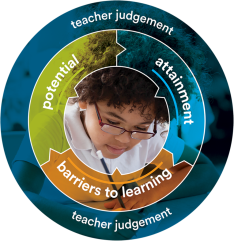 teacher judgement
potential
attainment
barriers to learning
teacher judgement